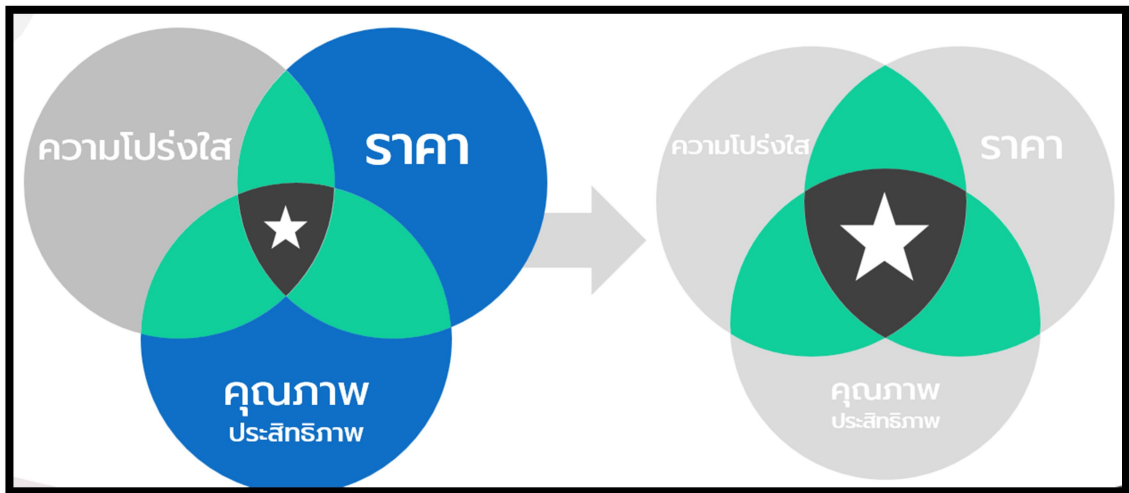 ความโปร่งใส
ราคา
คุณภาพ
ประสิทธิภาพ
ความโปร่งใส
ราคา
คุณภาพ
ประสิทธิภาพ